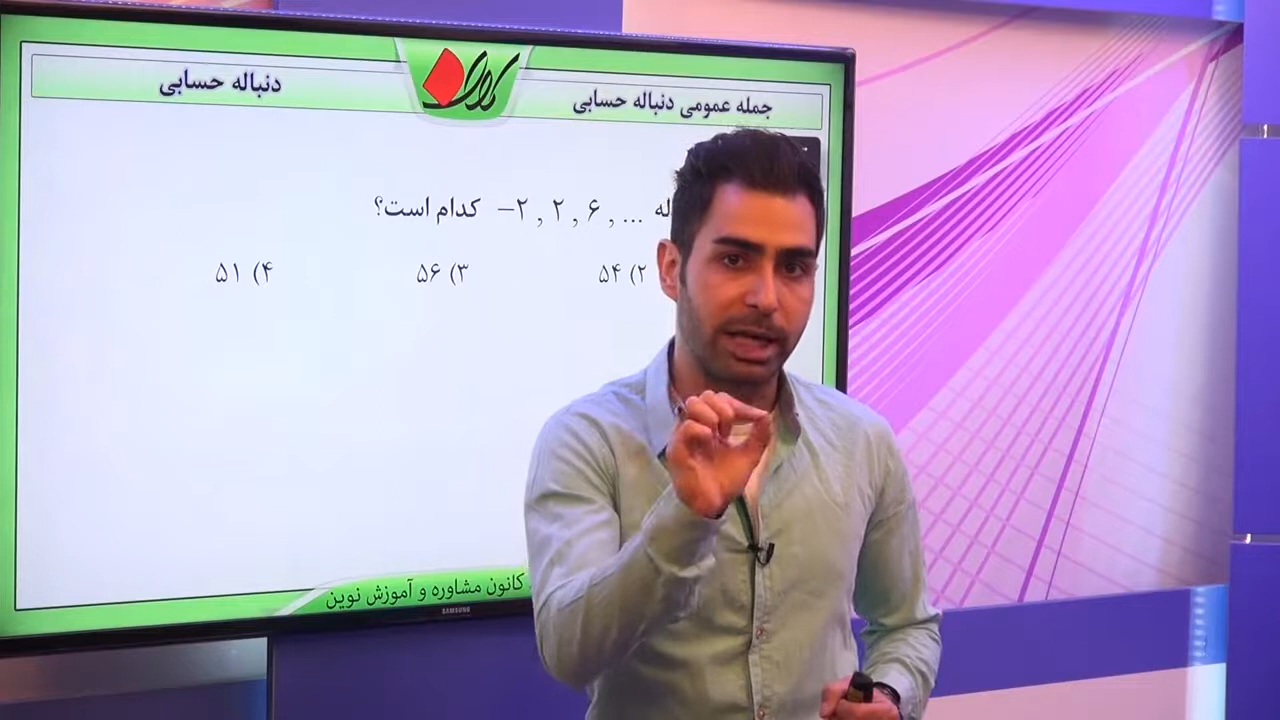 جمله عمومی دنباله حسابی
دنباله حسابی
−۲ , ۲ , ۶ , ... کدام است؟
۲) ۵۴
۳) ۵۶
۴) ۵۱
کانون مشاوره و آموزش نوین
SAMSUNG